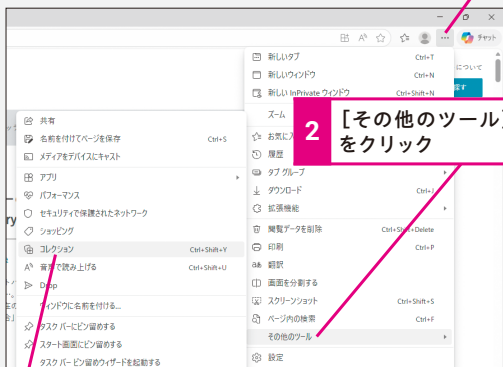 チャット
新しいタブ Ctrl+T
新しいウィンドウ Ctrl+N
新しい InPrivate ウィンドウ Ctrl+Shift+N
ズーム
お気に入
履歴
タブ グループ
ダウンロード Ctrl+J
拡張機能
閲覧データを削除 Ctrl+Shift+Delete
印刷 Ctrl+P
翻訳
画面を分割する
スクリーンショット Ctrl+Shift+S
ページ内の検索 Ctrl+F
その他のツール
設定
について
2 [その他のツール]
をクリック
共有
名前を付けてページを保存 Ctrl+S
メディアをデバイスにキャスト
アプリ
パフォーマンス
セキュリティで保護されたネットワーク
ショッピング
コレクション Ctrl+Shift+Y
音声で読み上げる Ctrl+Shift+U
Drop
ウィンドウに名前を付ける...
タスク バーにピン留めする
スタート画面にピン留めする
タスク バー ピン留めウィザードを起動する